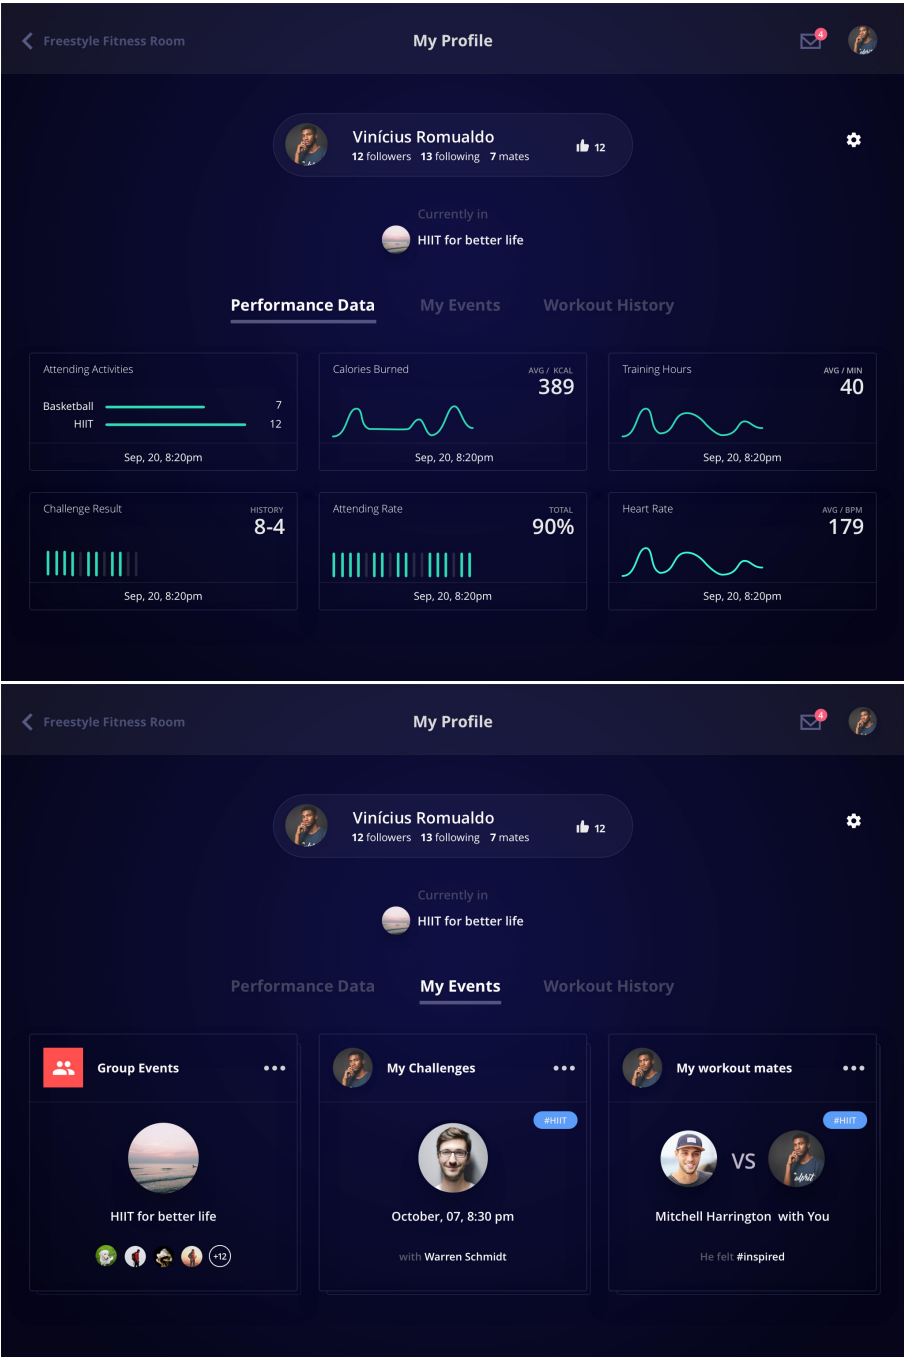 Freestyle Fitness Room
My Profile
4
Vinícius Romualdo
12 followers 13 following 7 mates
12
Currently in
HIIT for better life
Performance Data
My Events
Workout History
Attending Activities
Basketball 7
HIIT 12
Sep, 20, 8:20pm
Calories Burned
AVG / KCAL
389
Sep, 20, 8:20pm
Training Hours
AVG / MIN
40
Sep, 20, 8:20pm
Challenge Result
HISTORY
8-4
Sep, 20, 8:20pm
Attending Rate
TOTAL
90%
Sep, 20, 8:20pm
Heart Rate
AVG / BPM
179
Sep, 20, 8:20pm
Freestyle Fitness Room
My Profile
4
Vinícius Romualdo
12 followers 13 following 7 mates
12
Currently in
HIIT for better life
Performance Data
My Events
Workout History
Group Events
HIIT for better life
+12
My Challenges
#HIIT
October, 07, 8:30 pm
with Warren Schmidt
My workout mates
#HIIT
VS
Mitchell Harrington with You
He felt #inspired